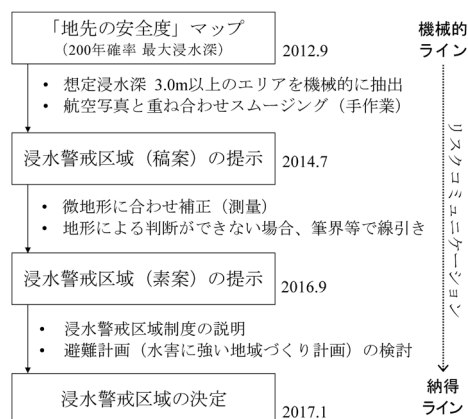 「地先の安全度」マップ
（200年確率 最大浸水深）
2012.9
機械的
ライン
• 想定浸水深 3.0m以上のエリアを機械的に抽出
• 航空写真と重ね合わせスムージング（手作業）
浸水警戒区域（稿案）の提示
2014.7
リスクコミュニケーション
• 微地形に合わせ補正（測量）
• 地形による判断ができない場合、筆界等で線引き
浸水警戒区域（素案）の提示
2016.9
• 浸水警戒区域制度の説明
• 避難計画（水害に強い地域づくり計画）の検討
浸水警戒区域の決定
2017.1
納得
ライン